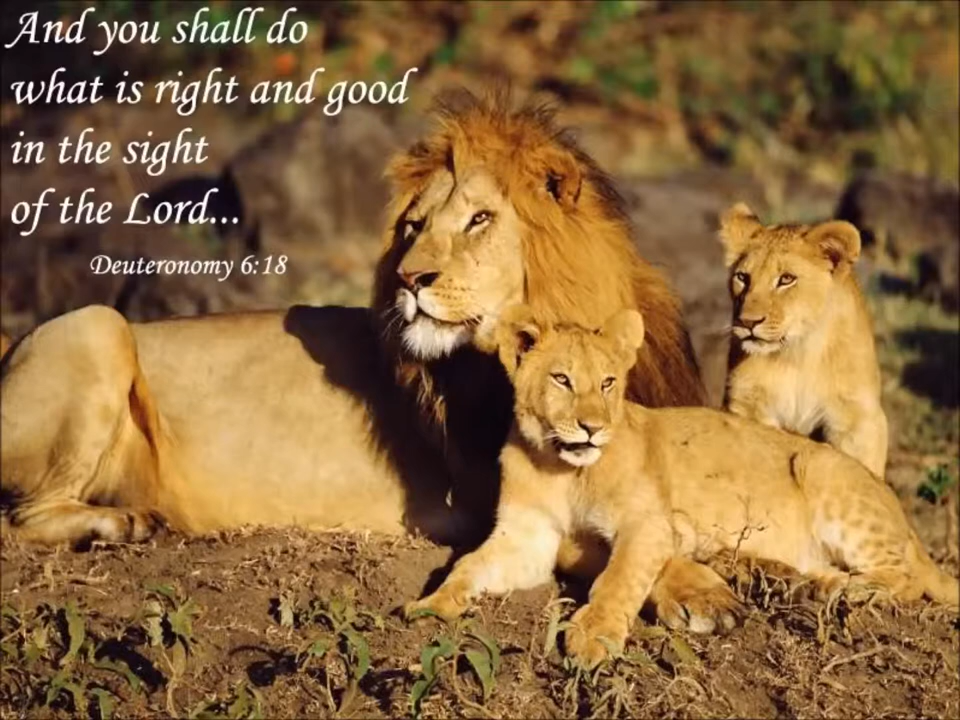 And you shall do
what is right and good
in the sight
of the Lord...
Deuteronomy 6:18